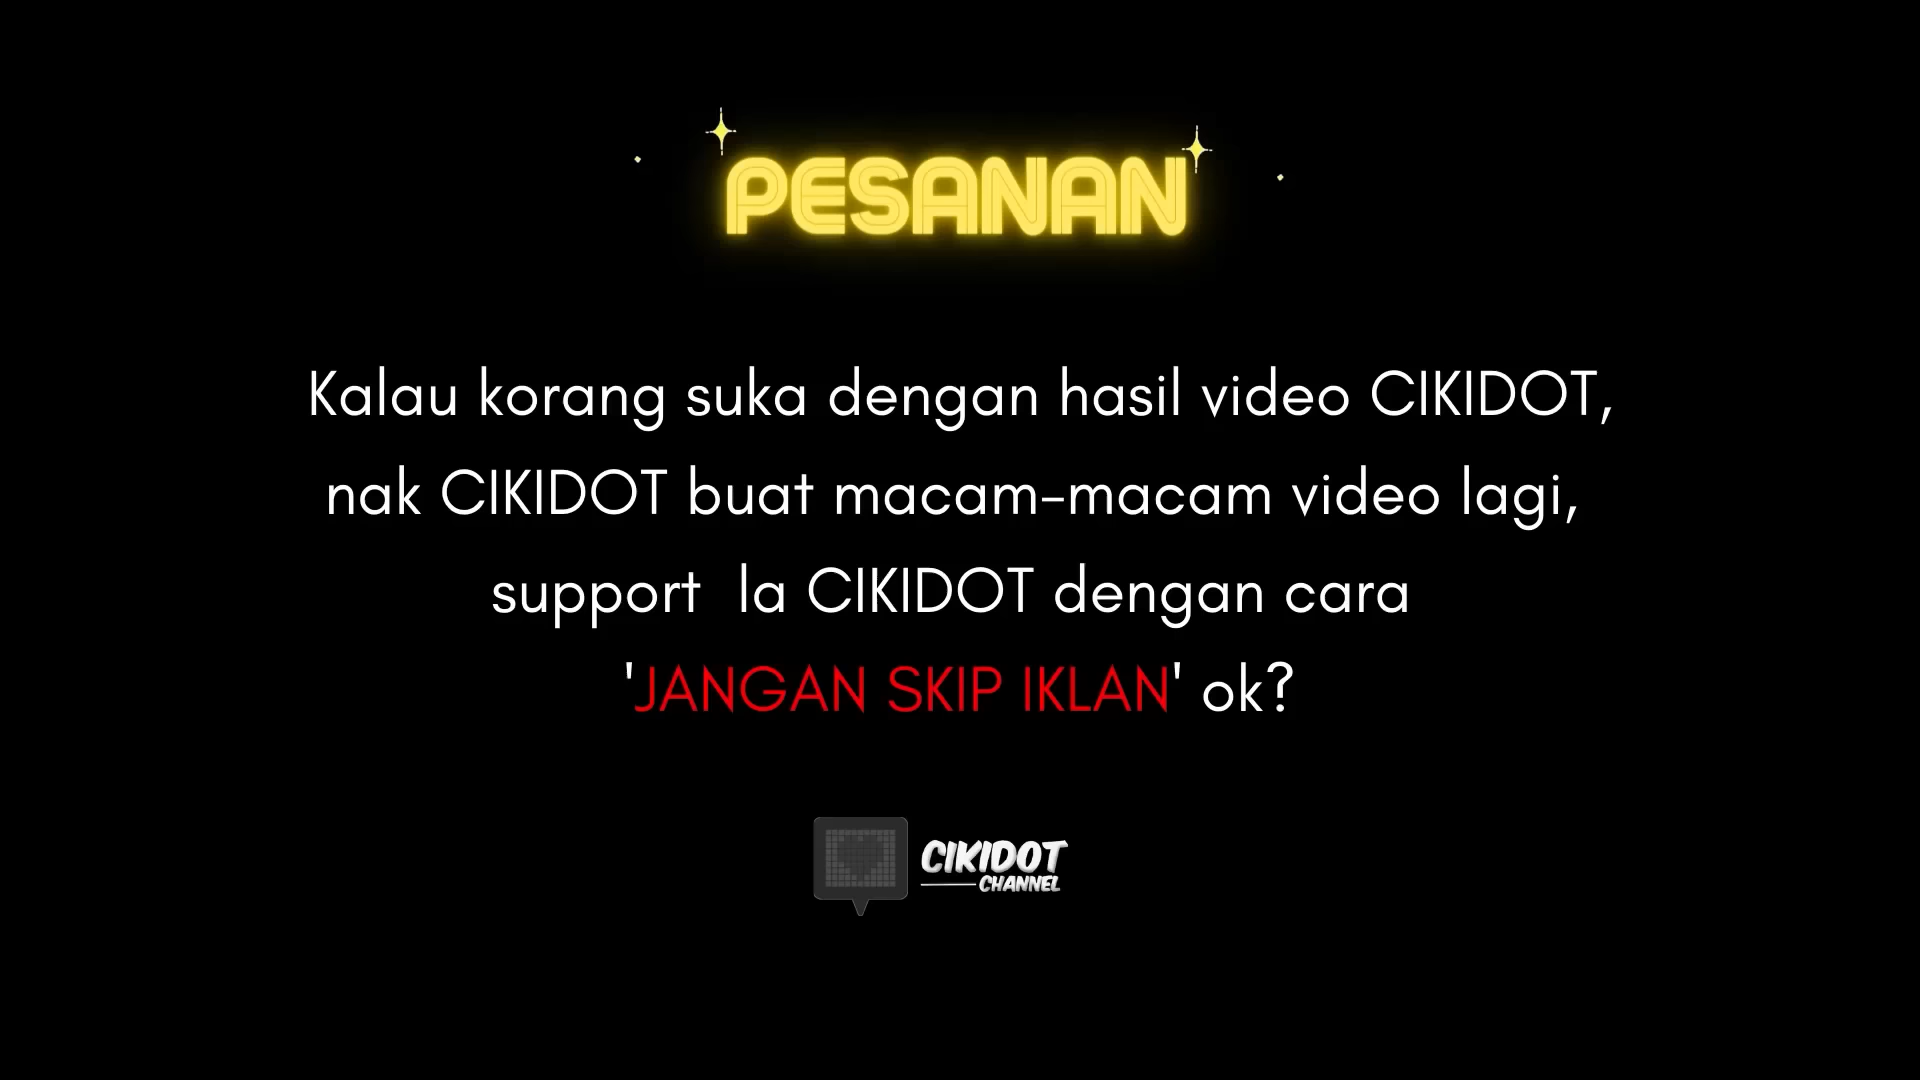 PESANAN
Kalau korang suka dengan hasil video CIKIDOT,
nak CIKIDOT buat macam-macam video lagi,
support la CIKIDOT dengan cara
'JANGAN SKIP IKLAN' ok?
CIKIDOT
CHANNEL